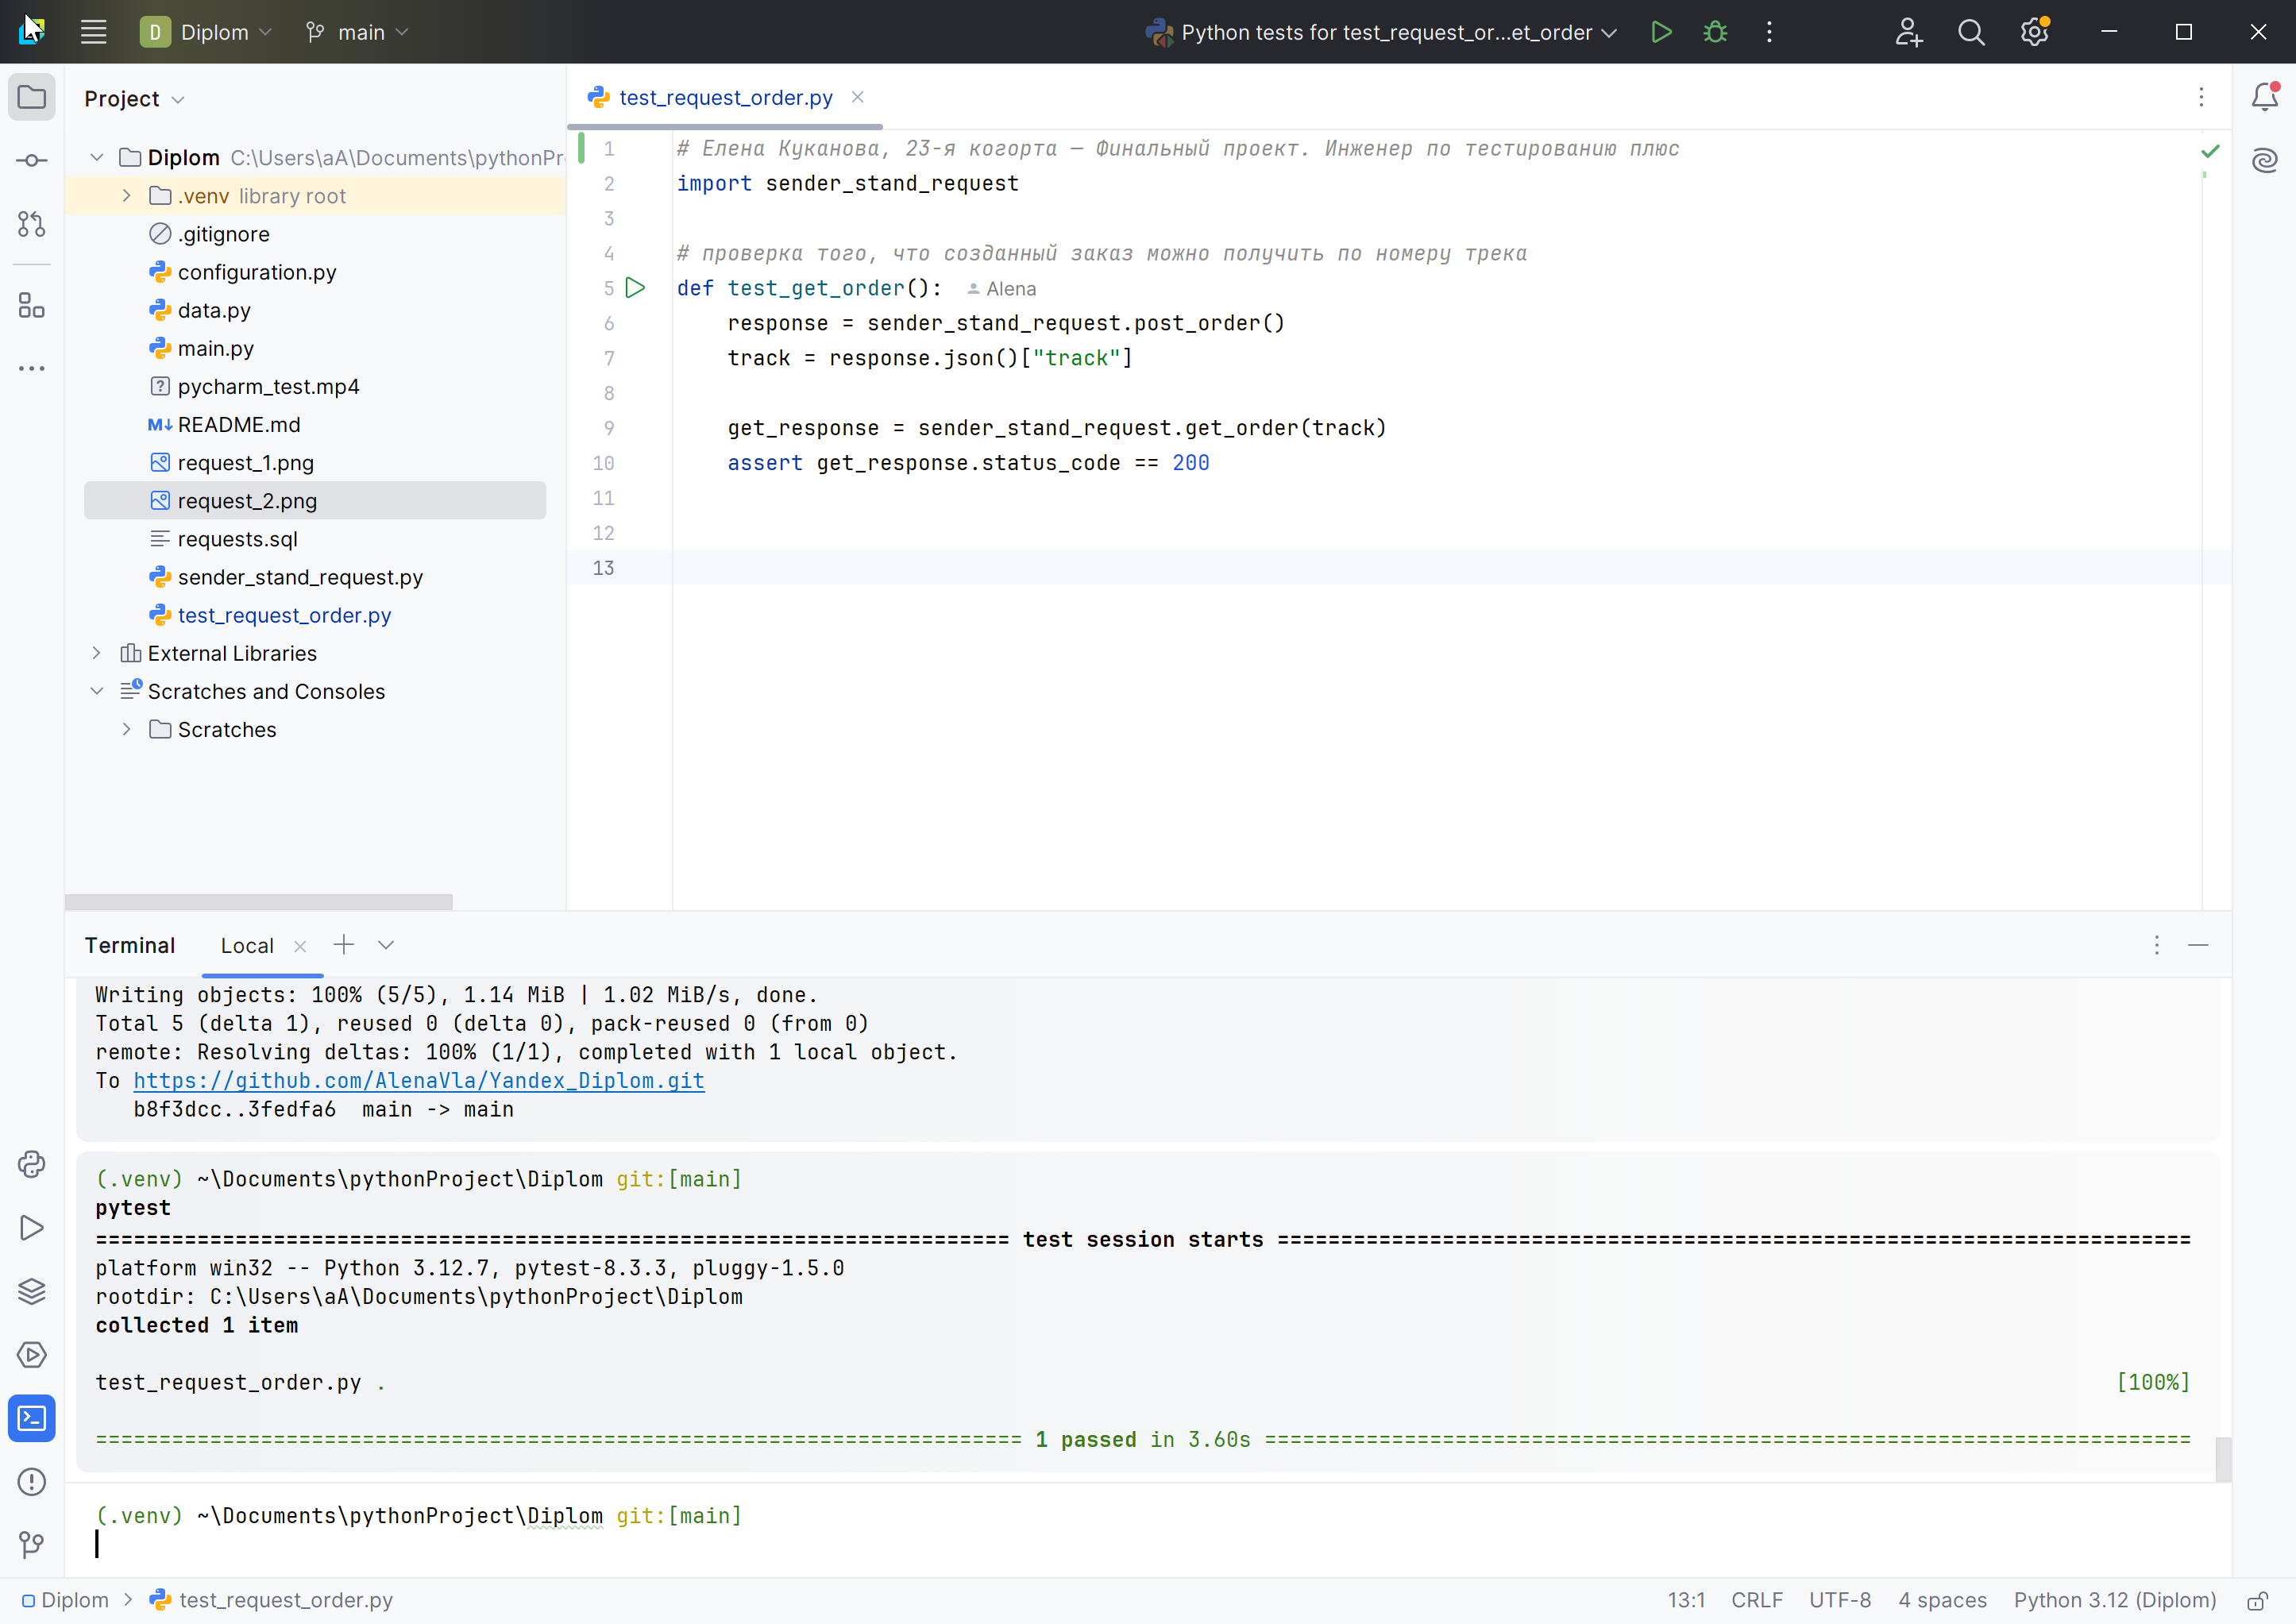 D Diplom main Python tests for test_request_or...et_order
Project
Diplom C:\Users\aA\Documents\pythonPr
.venv library root
.gitignore
configuration.py
data.py
main.py
pycharm_test.mp4
README.md
request_1.png
request_2.png
requests.sql
sender_stand_request.py
test_request_order.py
External Libraries
Scratches and Consoles
Scratches
test_request_order.py
1 # Елена Куканова, 23-я когорта — Финальный проект. Инженер по тестированию плюс
2 import sender_stand_request
3
4 # проверка того, что созданный заказ можно получить по номеру трека
5 def test_get_order(): Alena
6 response = sender_stand_request.post_order()
7 track = response.json()["track"]
8
9 get_response = sender_stand_request.get_order(track)
10 assert get_response.status_code == 200
11
12
13
Terminal Local
Writing objects: 100% (5/5), 1.14 MiB | 1.02 MiB/s, done.
Total 5 (delta 1), reused 0 (delta 0), pack-reused 0 (from 0)
remote: Resolving deltas: 100% (1/1), completed with 1 local object.
To https://github.com/AlenaVla/Yandex_Diplom.git
b8f3dcc..3fedfa6 main -> main
(.venv) ~\Documents\pythonProject\Diplom git:[main]
pytest
======================================================================== test session starts ========================================================================
platform win32 -- Python 3.12.7, pytest-8.3.3, pluggy-1.5.0
rootdir: C:\Users\aA\Documents\pythonProject\Diplom
collected 1 item
test_request_order.py . [100%]
========================================================================= 1 passed in 3.60s =========================================================================
(.venv) ~\Documents\pythonProject\Diplom git:[main]
Diplom > test_request_order.py 13:1 CRLF UTF-8 4 spaces Python 3.12 (Diplom)